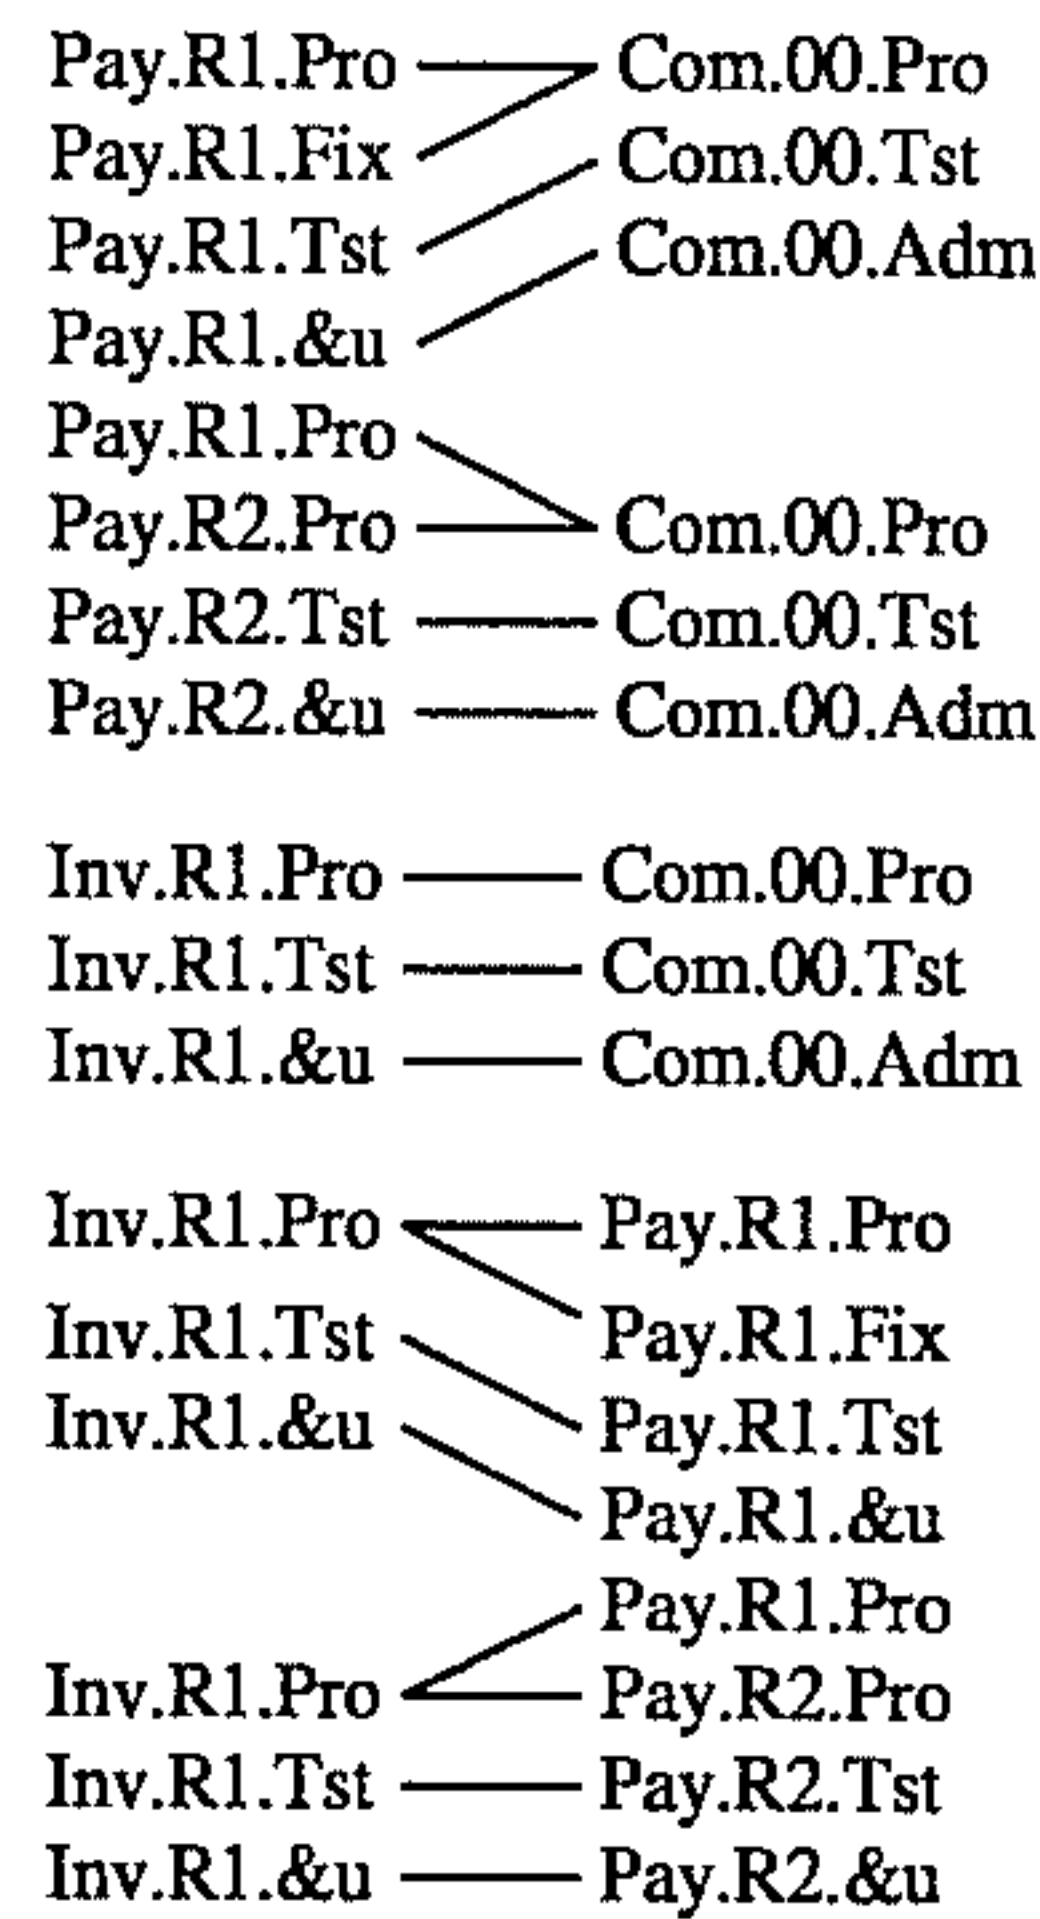 Pay.R1.Pro Com.00.Pro
Pay.R1.Fix Com.00.Tst
Pay.R1.Tst Com.00.Adm
Pay.R1.&u
Pay.R1.Pro
Pay.R2.Pro Com.00.Pro
Pay.R2.Tst Com.00.Tst
Pay.R2.&u Com.00.Adm
Inv.R1.Pro Com.00.Pro
Inv.R1.Tst Com.00.Tst
Inv.R1.&u Com.00.Adm
Inv.R1.Pro Pay.R1.Pro
Inv.R1.Tst Pay.R1.Fix
Inv.R1.&u Pay.R1.Tst
Pay.R1.&u
Pay.R1.Pro
Inv.R1.Pro Pay.R2.Pro
Inv.R1.Tst Pay.R2.Tst
Inv.R1.&u Pay.R2.&u